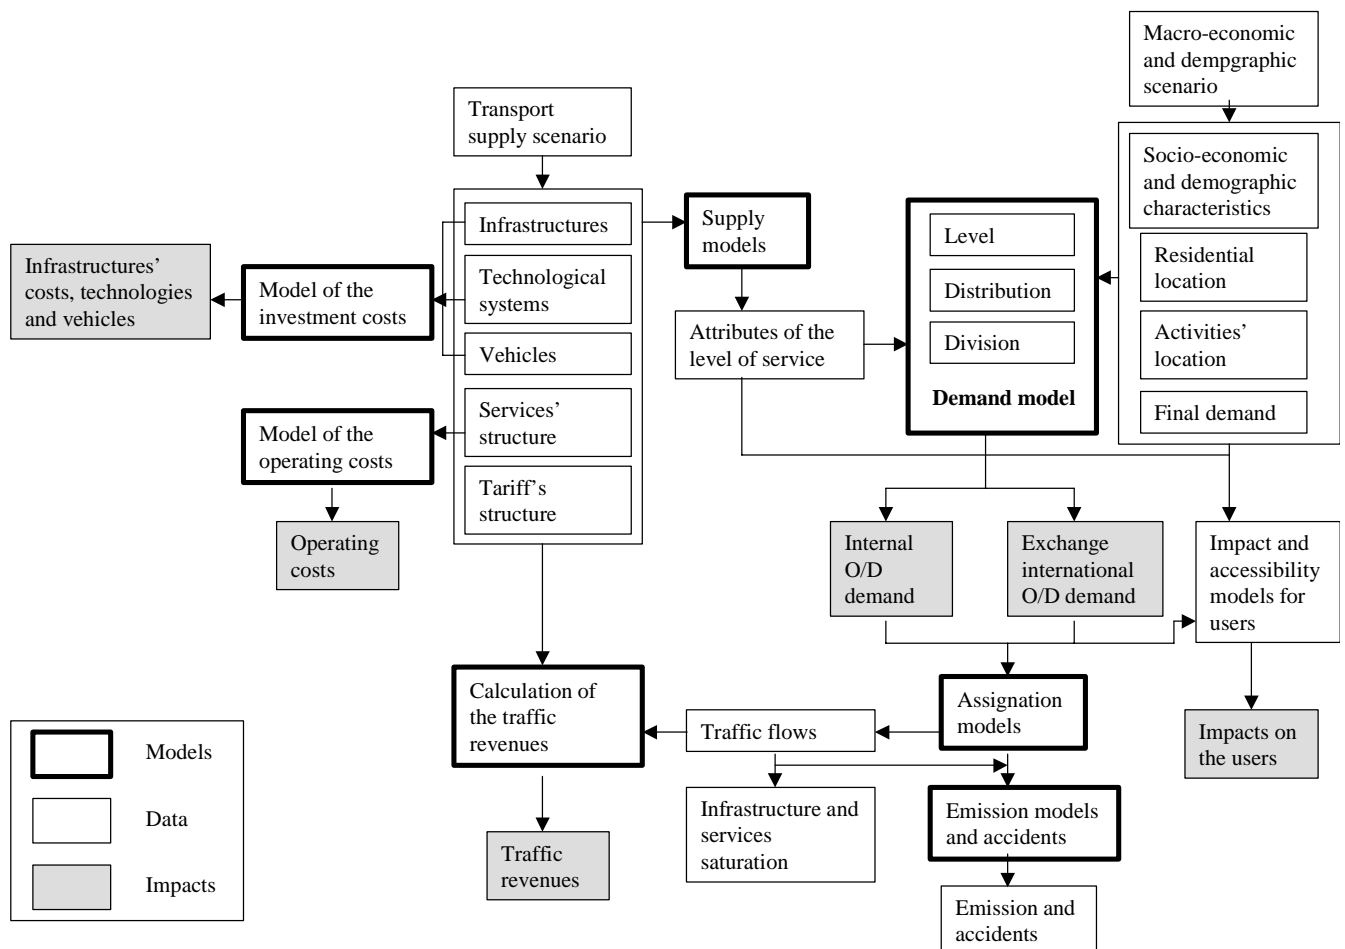 Macro-economic
and dempgraphic
scenario
Transport
supply scenario
Socio-economic
and demographic
characteristics
Infrastructures
Supply
models
Level
Residential
location
Infrastructures’
costs, technologies
and vehicles
Model of the
investment costs
Technological
systems
Distribution
Vehicles
Attributes of the
level of service
Division
Activities’
location
Demand model
Final demand
Model of the
operating costs
Services’
structure
Tariff’s
structure
Operating
costs
Internal
O/D
demand
Exchange
international
O/D demand
Impact and
accessibility
models for
users
Calculation of
the traffic
revenues
Traffic flows
Assignation
models
Impacts on
the users
Models
Data
Impacts
Infrastructure and
services
saturation
Emission models
and accidents
Traffic
revenues
Emission and
accidents